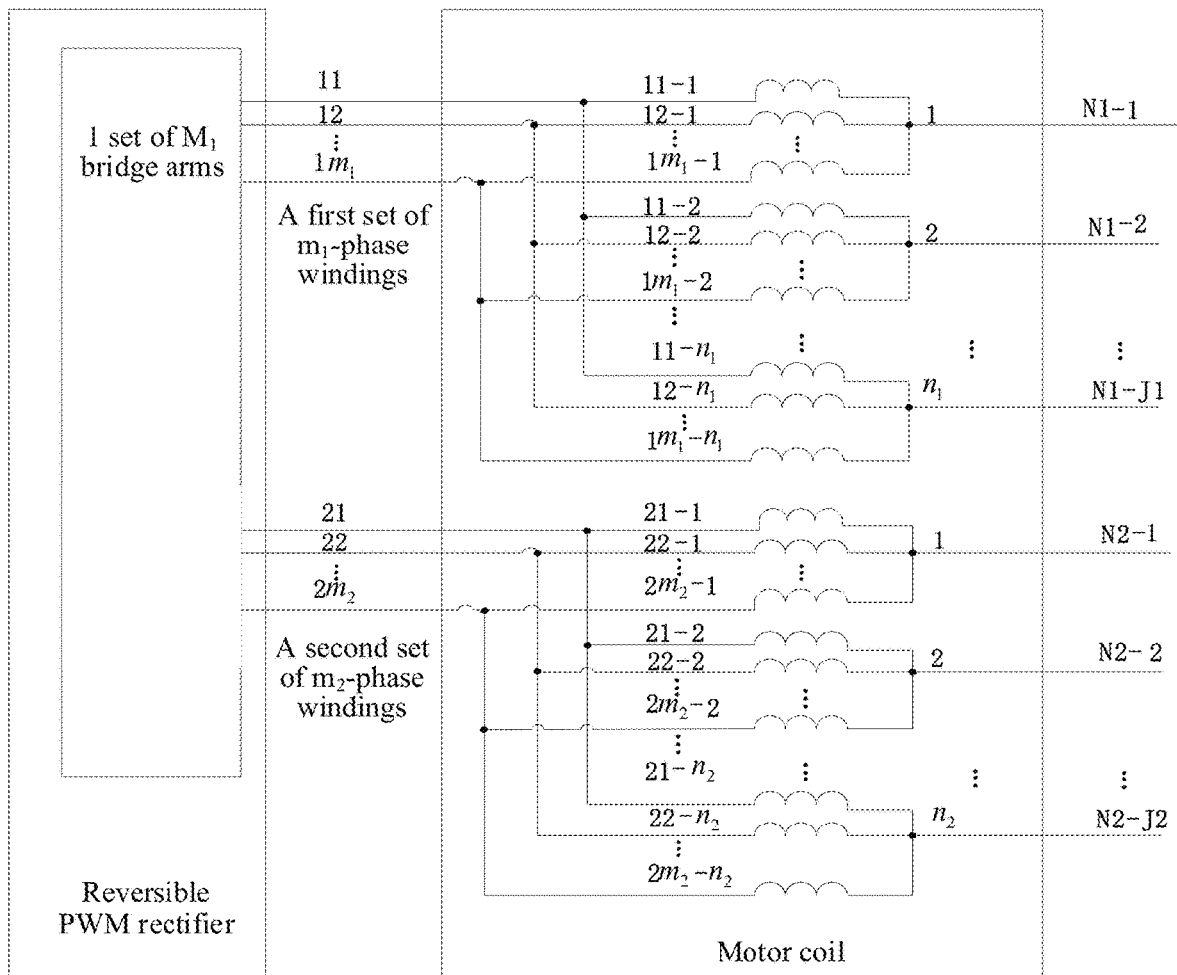 1 set of M₁
bridge arms
11
12
⋮
1m₁
A first set of
m₁-phase
windings
11-1
12-1
⋮
1m₁-1
⋮
1
N1-1
11-2
12-2
⋮
1m₁-2
⋮
2
N1-2
⋮
⋮
⋮
⋮
11-n₁
12-n₁
⋮
1m₁-n₁
n₁
N1-J1
21
22
⋮
2m₂
A second set
of m₂-phase
windings
21-1
22-1
⋮
2m₂-1
⋮
1
N2-1
21-2
22-2
⋮
2m₂-2
⋮
2
N2-2
⋮
⋮
⋮
⋮
21-n₂
22-n₂
⋮
2m₂-n₂
n₂
N2-J2
Reversible
PWM rectifier
Motor coil